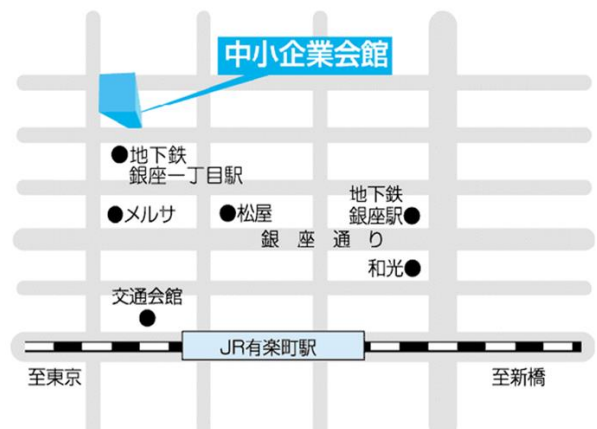 中小企業会館
地下鉄
銀座一丁目駅
メルサ
松屋
地下鉄
銀座駅
銀座通り
和光
交通会館
JR有楽町駅
至東京
至新橋